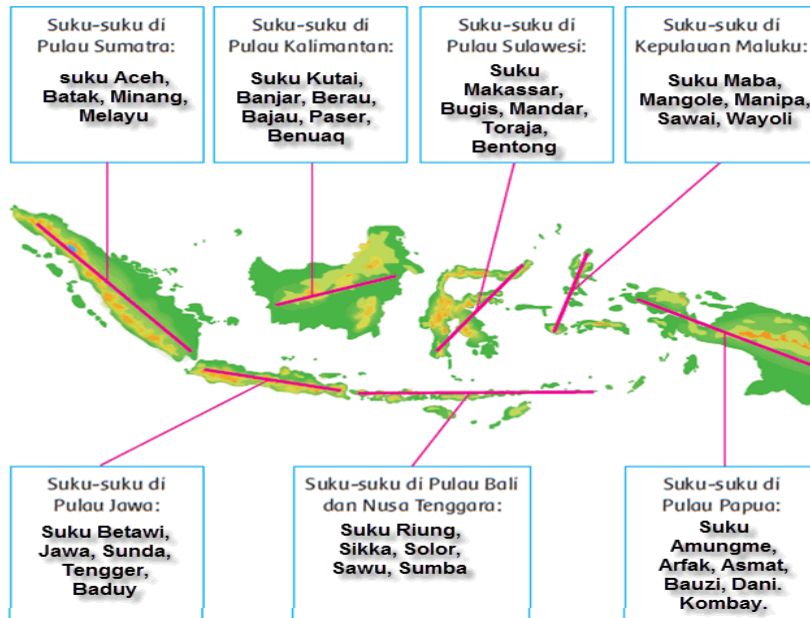 Suku-suku di
Pulau Sumatra:
suku Aceh,
Batak, Minang,
Melayu
Suku-suku di
Pulau Kalimantan:
Suku Kutai,
Banjar, Berau,
Bajau, Paser,
Benuaq
Suku-suku di
Pulau Sulawesi:
Suku
Makassar,
Bugis, Mandar,
Toraja,
Bentong
Suku-suku di
Kepulauan Maluku:
Suku Maba,
Mangole, Manipa,
Sawai, Wayoli
Suku-suku di
Pulau Jawa:
Suku Betawi,
Jawa, Sunda,
Tengger,
Baduy
Suku-suku di Pulau Bali
dan Nusa Tenggara:
Suku Riung,
Sikka, Solor,
Sawu, Sumba
Suku-suku di
Pulau Papua:
Suku
Amungme,
Arfak, Asmat,
Bauzi, Dani.
Kombay.